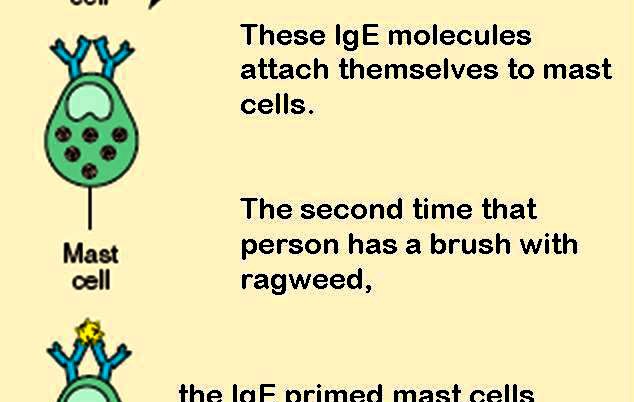 cell
These IgE molecules
attach themselves to mast
cells.
The second time that
person has a brush with
ragweed,
Mast
cell
the IgE primed mast cells